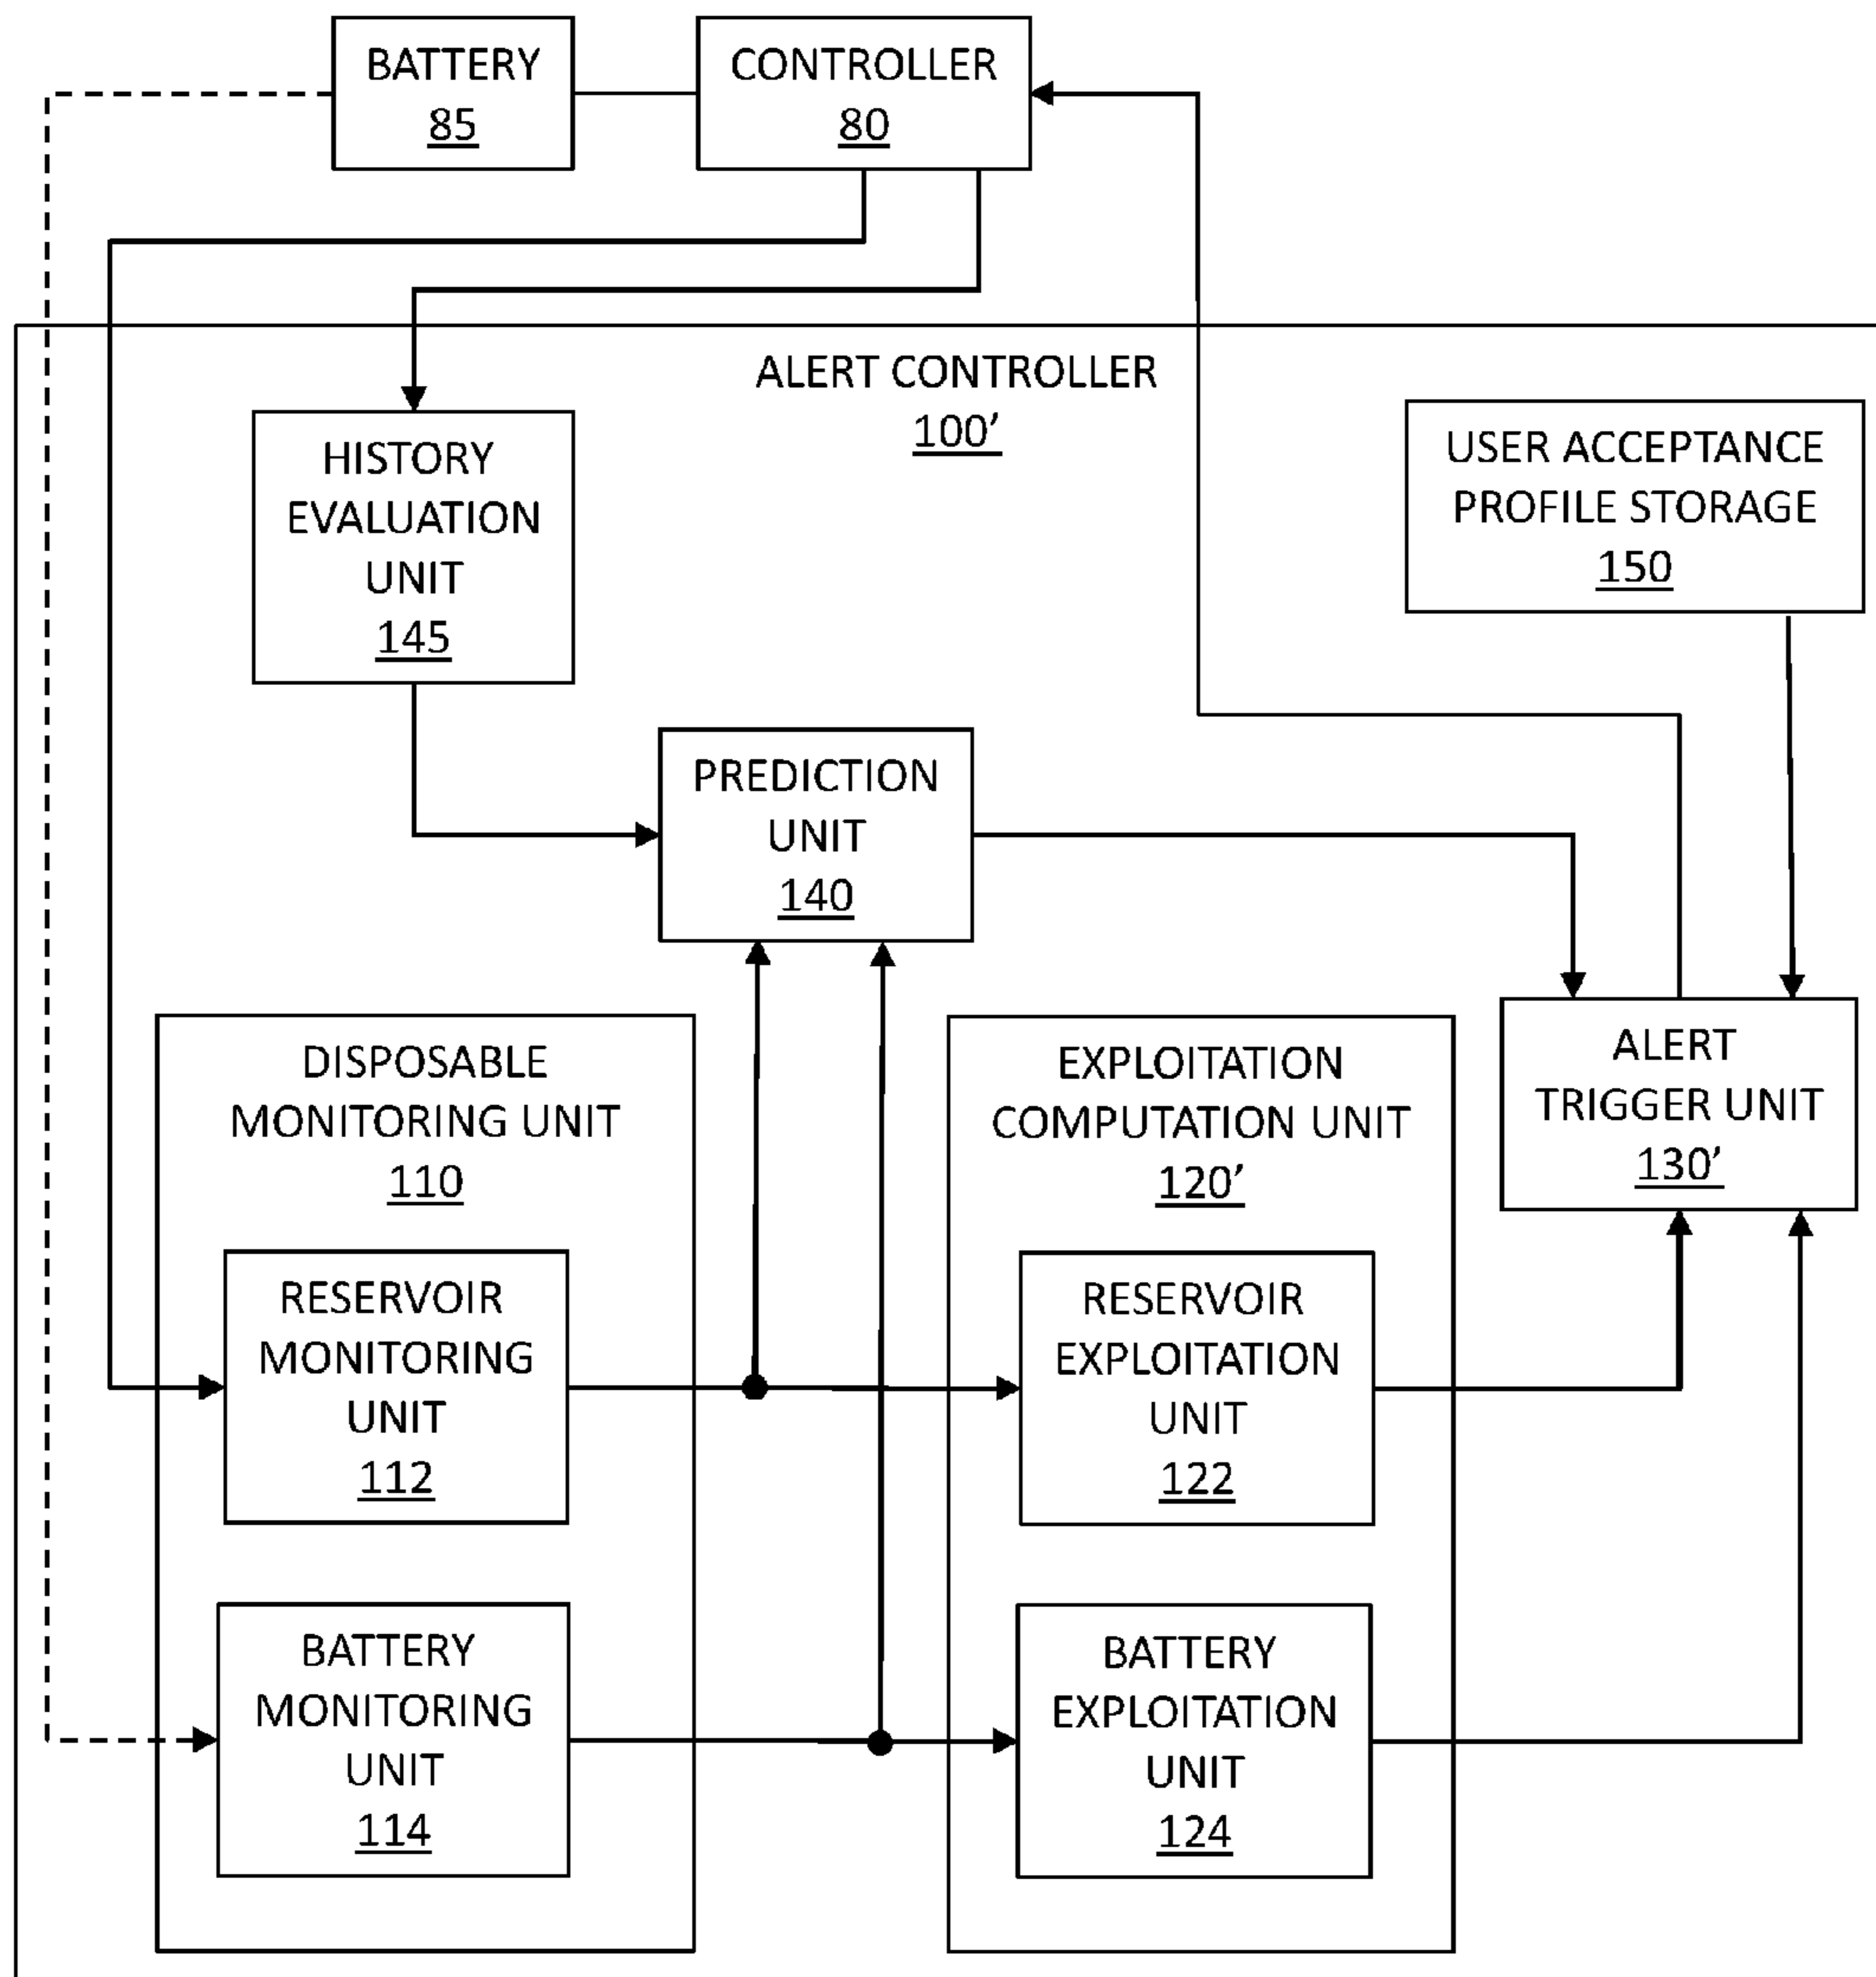 BATTERY
85
CONTROLLER
80
ALERT CONTROLLER
100’
HISTORY
EVALUATION
UNIT
145
USER ACCEPTANCE
PROFILE STORAGE
150
PREDICTION
UNIT
140
DISPOSABLE
MONITORING UNIT
110
EXPLOITATION
COMPUTATION UNIT
120’
ALERT
TRIGGER UNIT
130’
RESERVOIR
MONITORING
UNIT
112
RESERVOIR
EXPLOITATION
UNIT
122
BATTERY
MONITORING
UNIT
114
BATTERY
EXPLOITATION
UNIT
124